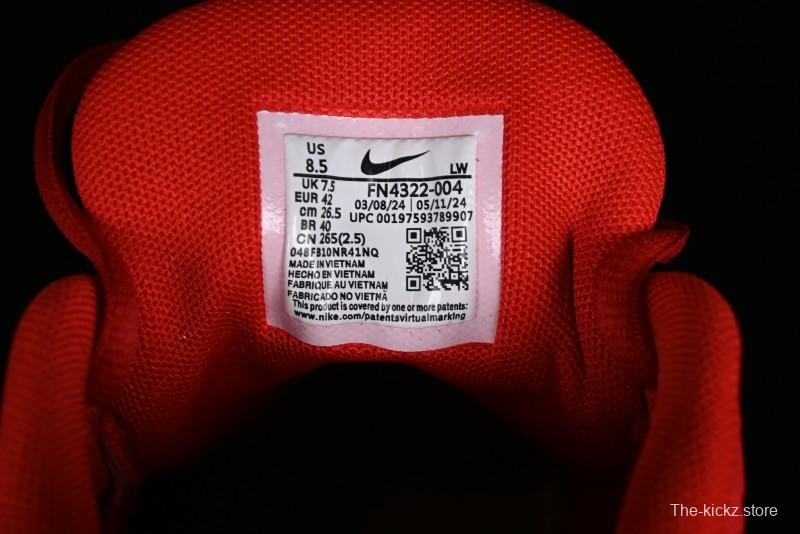 US
8.5
LW
UK 7.5
EUR 42
cm 26.5
BR 40
CN 265(2.5)
FN4322-004
03/08/24 | 05/11/24
UPC 00197593789907
048FB10NR41NQ
MADE IN VIETNAM
HECHO EN VIETNAM
FABRIQUE AU VIETNAM
FABRICADO NO VIETNÃ
This product is covered by one or more patents:
www.nike.com/patentsvirtualmarking
The-kickz.store